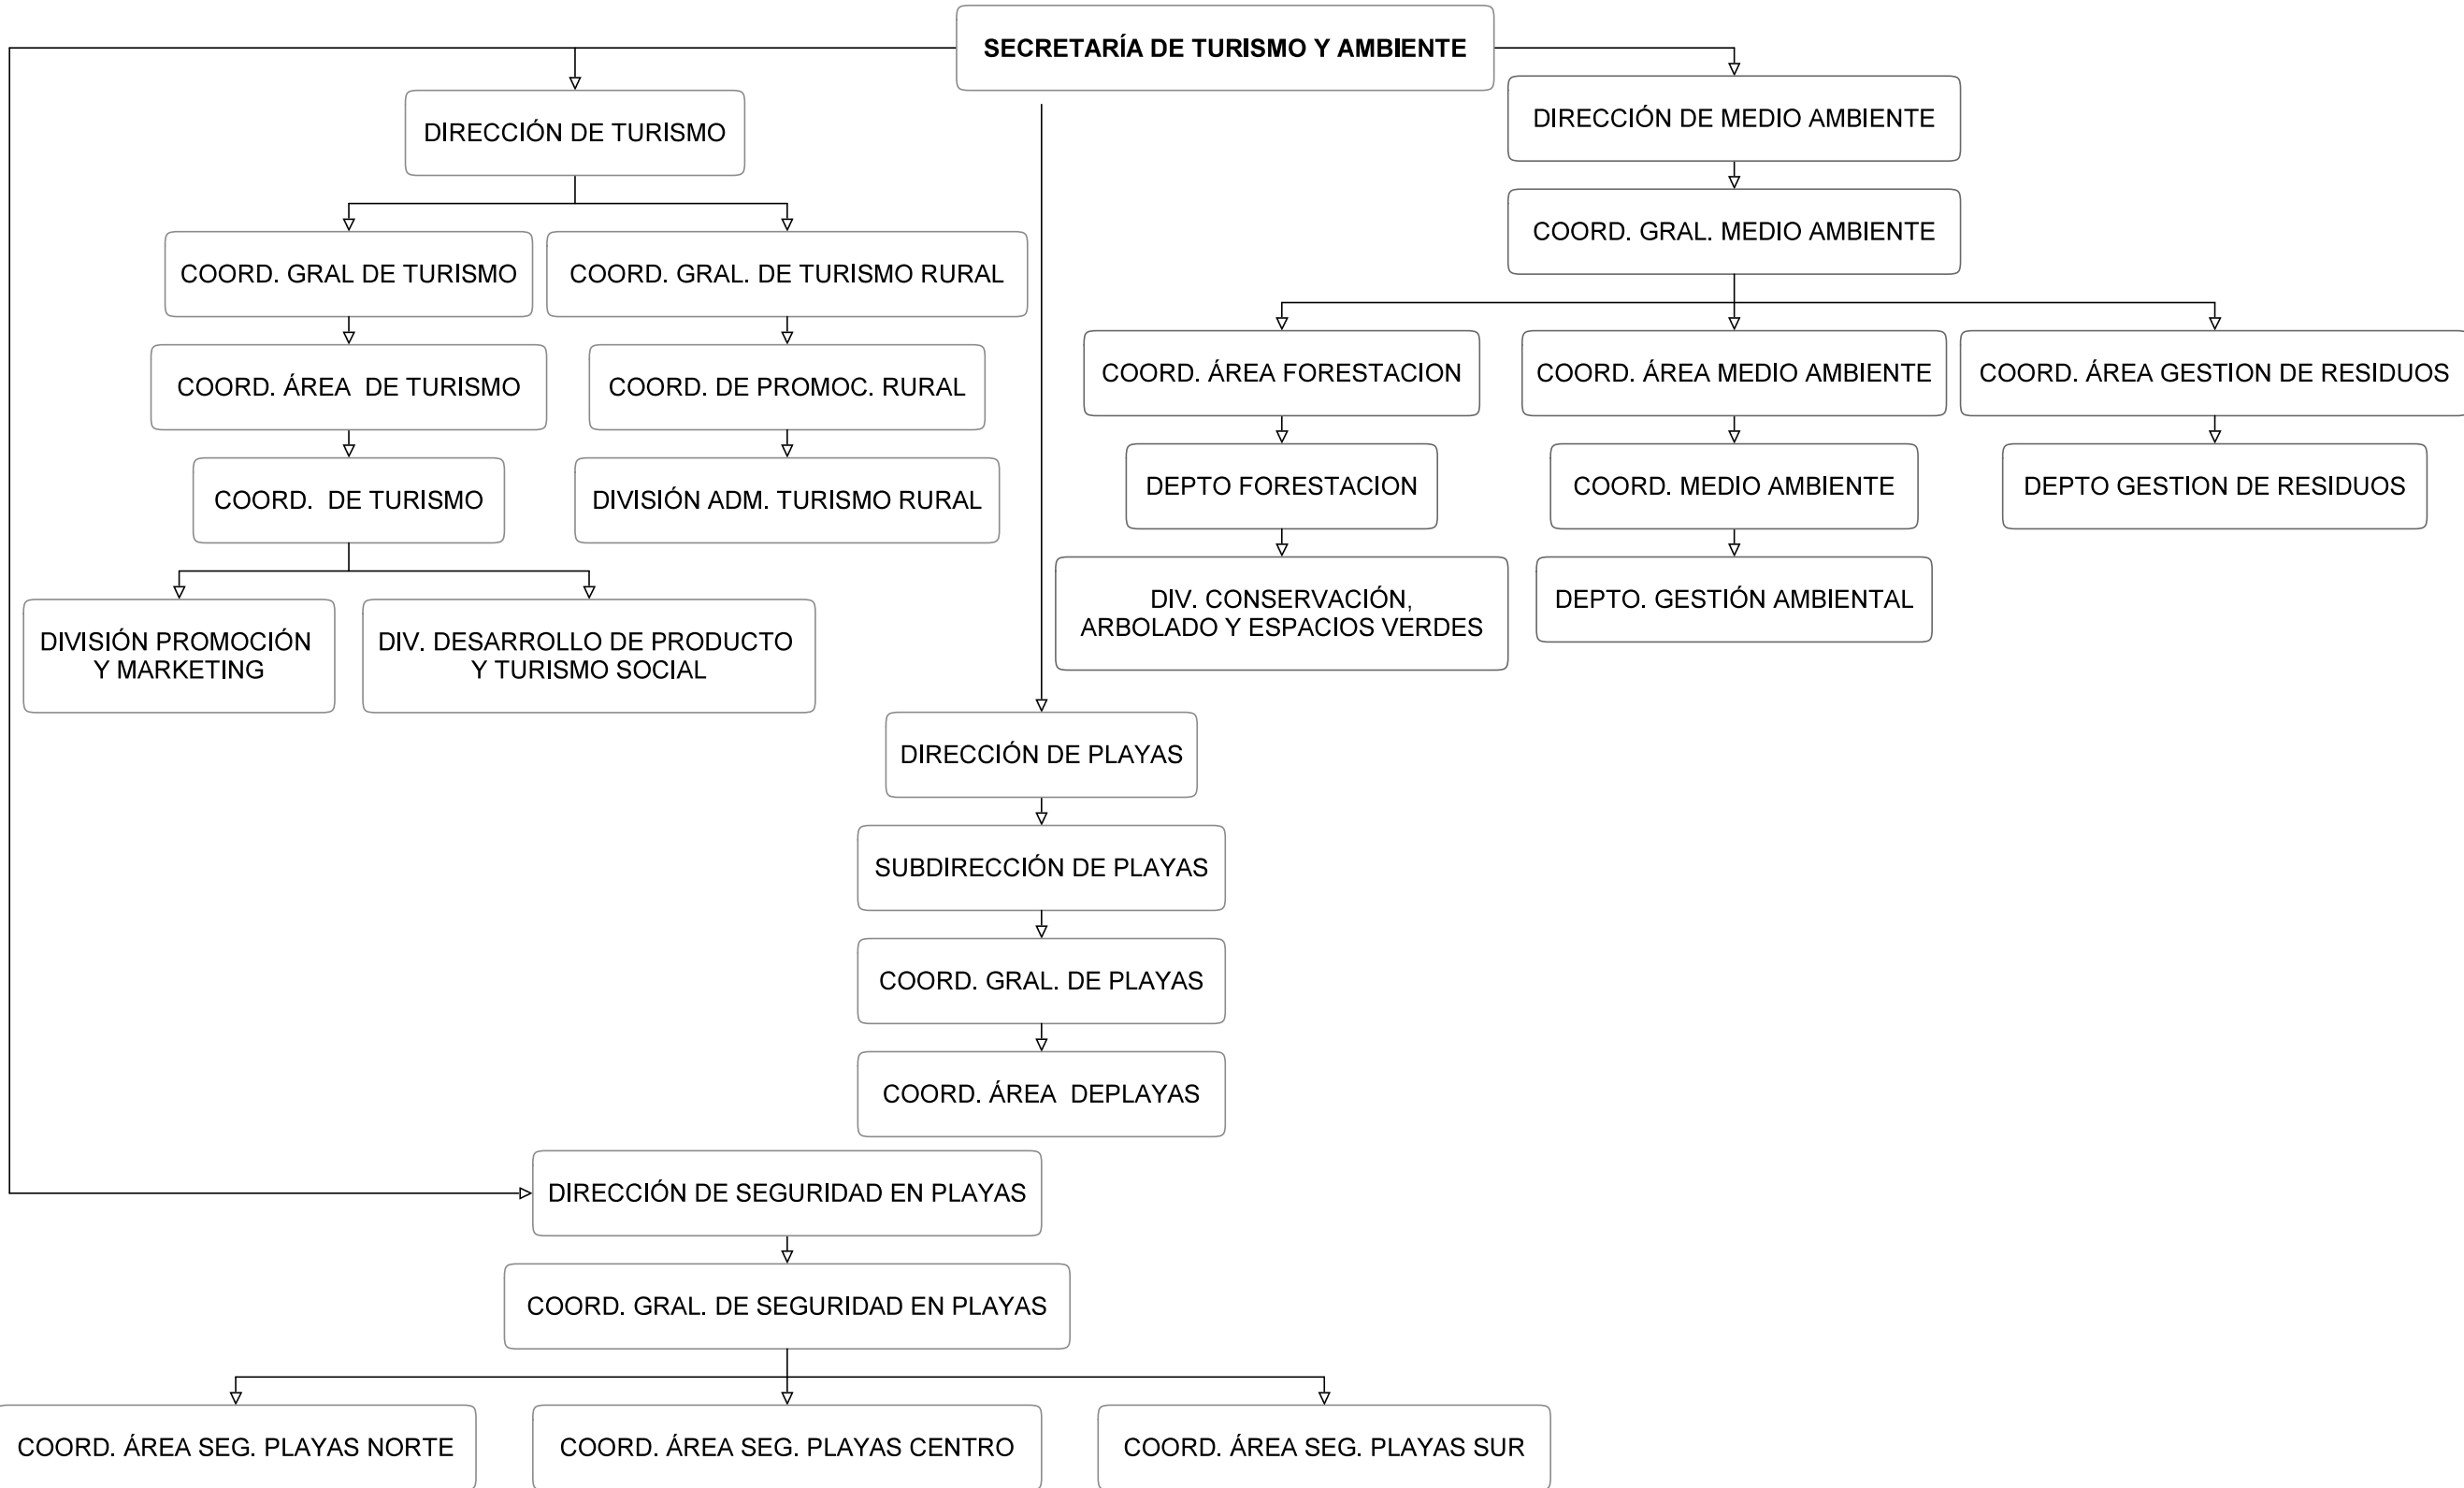 SECRETARÍA DE TURISMO Y AMBIENTE
DIRECCIÓN DE TURISMO
DIRECCIÓN DE MEDIO AMBIENTE
COORD. GRAL. MEDIO AMBIENTE
COORD. GRAL DE TURISMO
COORD. GRAL. DE TURISMO RURAL
COORD. ÁREA DE TURISMO
COORD. DE PROMOC. RURAL
COORD. ÁREA FORESTACION
COORD. ÁREA MEDIO AMBIENTE
COORD. ÁREA GESTION DE RESIDUOS
COORD. DE TURISMO
DIVISIÓN ADM. TURISMO RURAL
DEPTO FORESTACION
COORD. MEDIO AMBIENTE
DEPTO GESTION DE RESIDUOS
DIVISIÓN PROMOCIÓN
Y MARKETING
DIV. DESARROLLO DE PRODUCTO
Y TURISMO SOCIAL
DIV. CONSERVACIÓN,
ARBOLADO Y ESPACIOS VERDES
DEPTO. GESTIÓN AMBIENTAL
DIRECCIÓN DE PLAYAS
SUBDIRECCIÓN DE PLAYAS
COORD. GRAL. DE PLAYAS
COORD. ÁREA DEPLAYAS
DIRECCIÓN DE SEGURIDAD EN PLAYAS
COORD. GRAL. DE SEGURIDAD EN PLAYAS
COORD. ÁREA SEG. PLAYAS NORTE
COORD. ÁREA SEG. PLAYAS CENTRO
COORD. ÁREA SEG. PLAYAS SUR